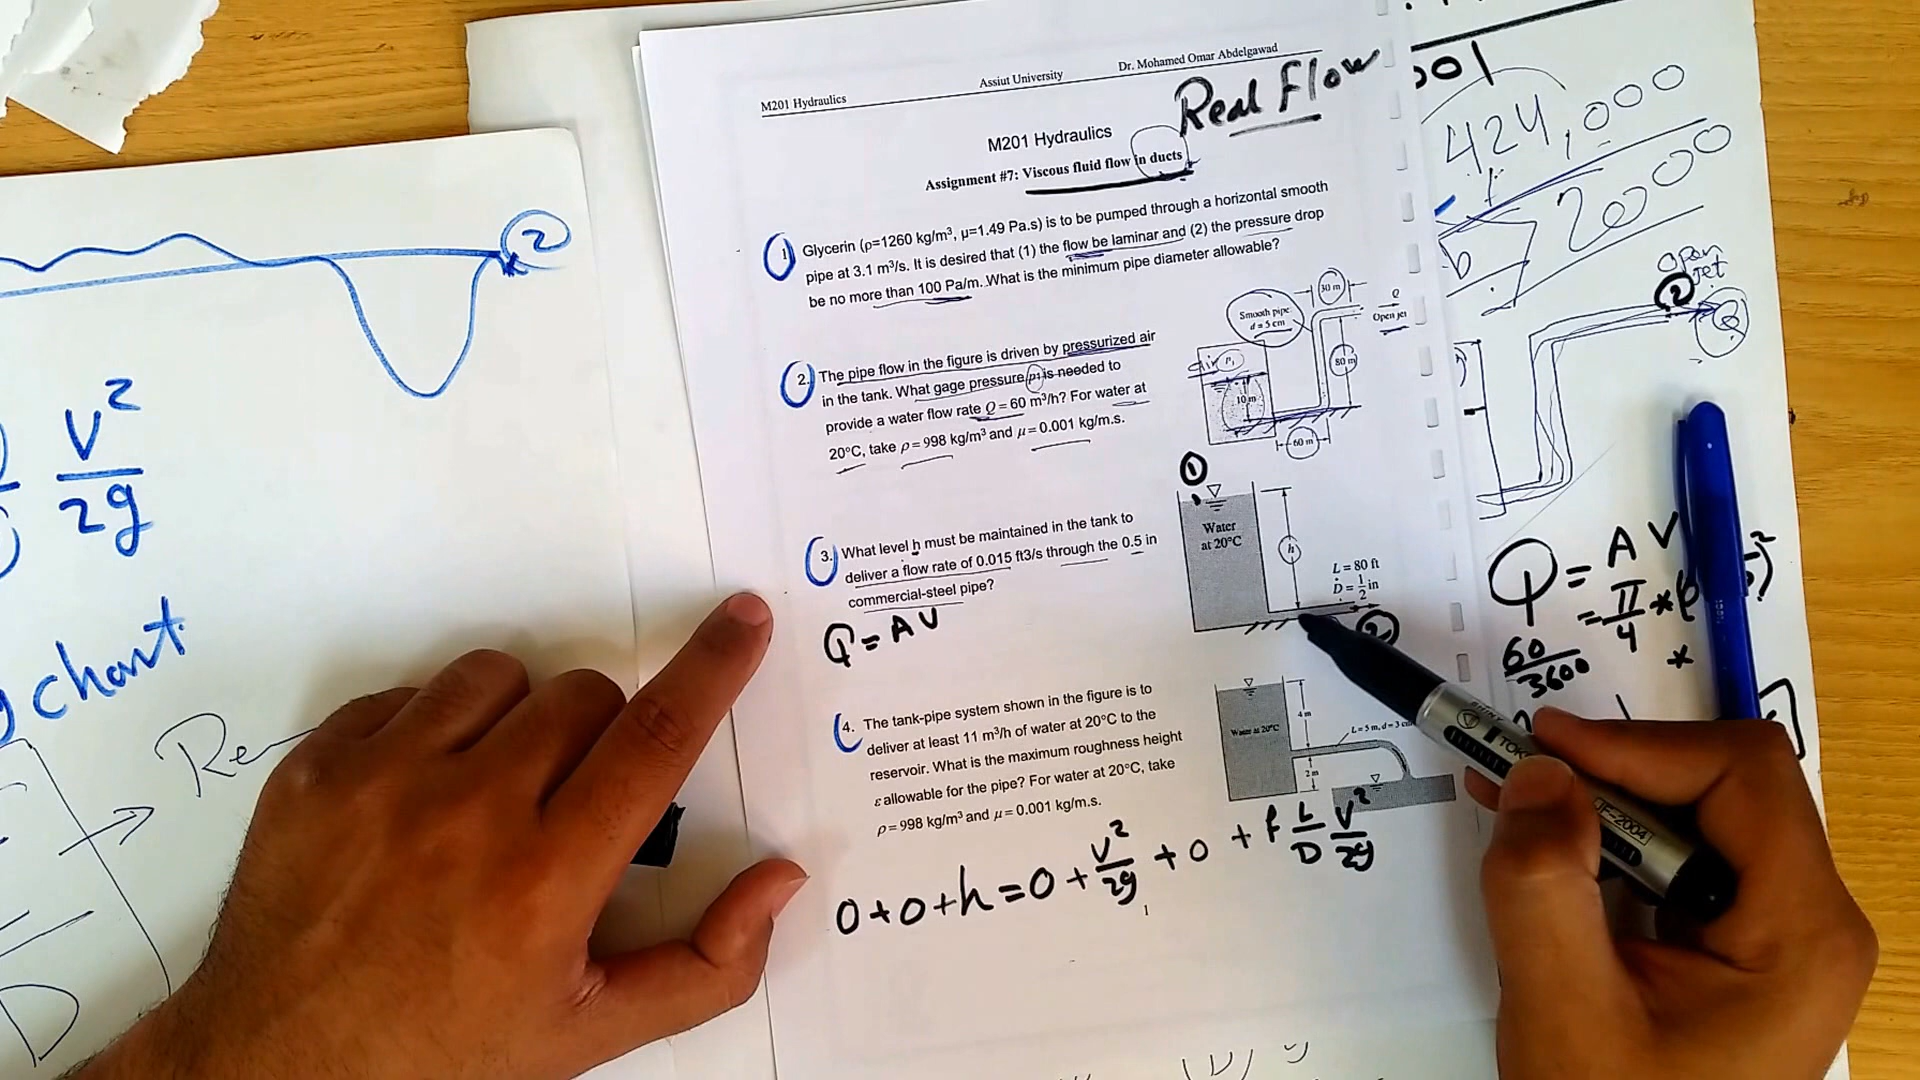 M201 Hydraulics
Assiut University
Dr. Mohamed Omar Abdelgawad
Real Flow
M201 Hydraulics
Assignment #7: Viscous fluid flow in ducts
1. Glycerin (ρ=1260 kg/m³, μ=1.49 Pa.s) is to be pumped through a horizontal smooth
pipe at 3.1 m³/s. It is desired that (1) the flow be laminar and (2) the pressure drop
be no more than 100 Pa/m. What is the minimum pipe diameter allowable?
2. The pipe flow in the figure is driven by pressurized air
in the tank. What gage pressure p₁ is needed to
provide a water flow rate Q = 60 m³/h? For water at
20°C, take ρ = 998 kg/m³ and μ = 0.001 kg/m.s.
30 m
Smooth pipe
d = 5 cm
Q
Open jet
air
P₁
80 m
10 m
60 m
3. What level h must be maintained in the tank to
deliver a flow rate of 0.015 ft3/s through the 0.5 in
commercial-steel pipe?
Q = AV
1
Water
at 20°C
h
L = 80 ft
D = 1/2 in
2
4. The tank-pipe system shown in the figure is to
deliver at least 11 m³/h of water at 20°C to the
reservoir. What is the maximum roughness height
ε allowable for the pipe? For water at 20°C, take
ρ = 998 kg/m³ and μ = 0.001 kg/m.s.
4 m
Water at 20°C
L = 5 m, d = 3 cm
2 m
0+0+h=0+V²/2g+0+f L/D V²/2g
1
2
V²/2g
chart
D
001
424,000
2000
Open
Jet
2
Q = AV
= π/4 *
60/3600
*
TOKI
JF-2004